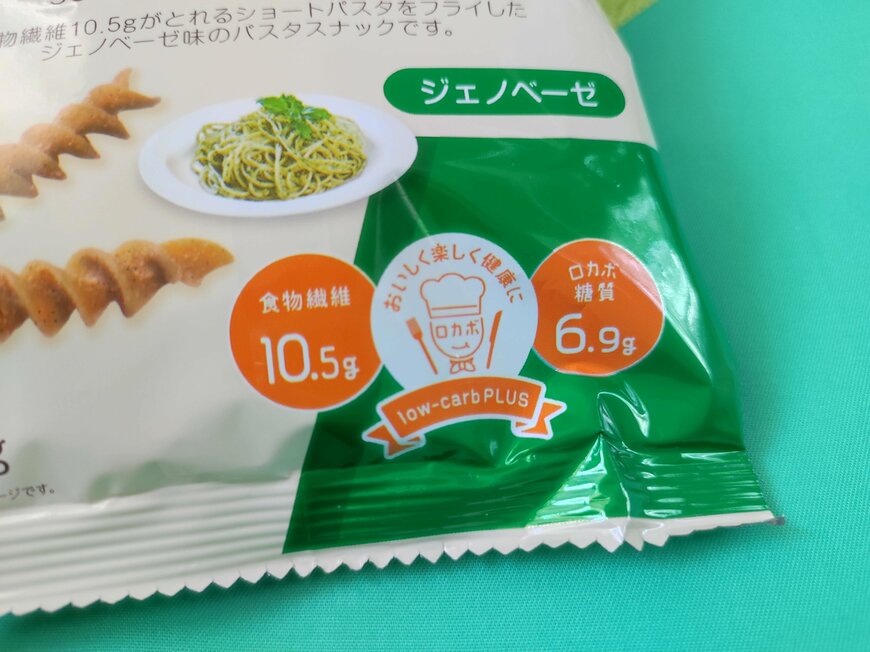 物繊維10.5gがとれるショートパスタをフライした
ジェノベーゼ味のパスタスナックです。
ジェノベーゼ
食物繊維
10.5g
おいしく楽しく健康に
ロカボ
low-carbPLUS
ロカボ
糖質
6.9g
g
ージです。